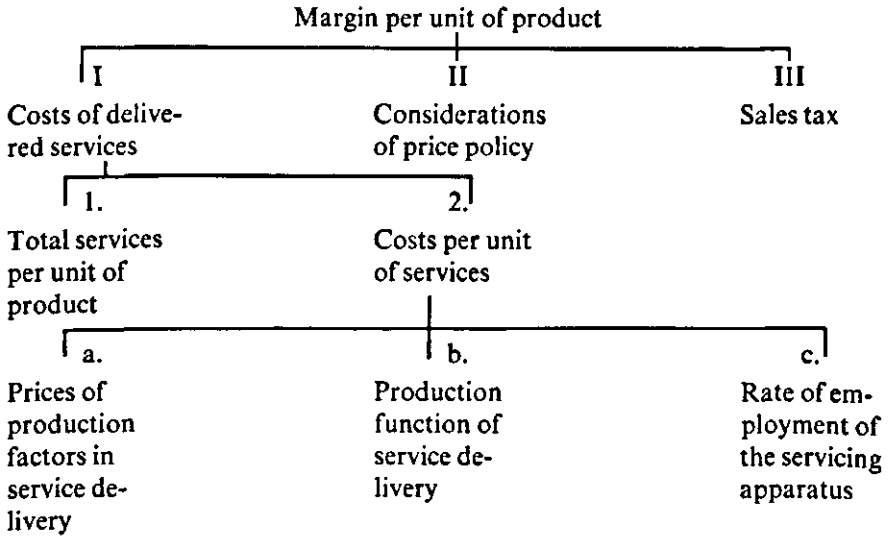 Margin per unit of product
I
II
III
Costs of delive-
red services
Considerations
of price policy
Sales tax
1.
2.
Total services
per unit of
product
Costs per unit
of services
a.
b.
c.
Prices of
production
factors in
service de-
livery
Production
function of
service de-
livery
Rate of em-
ployment of
the servicing
apparatus